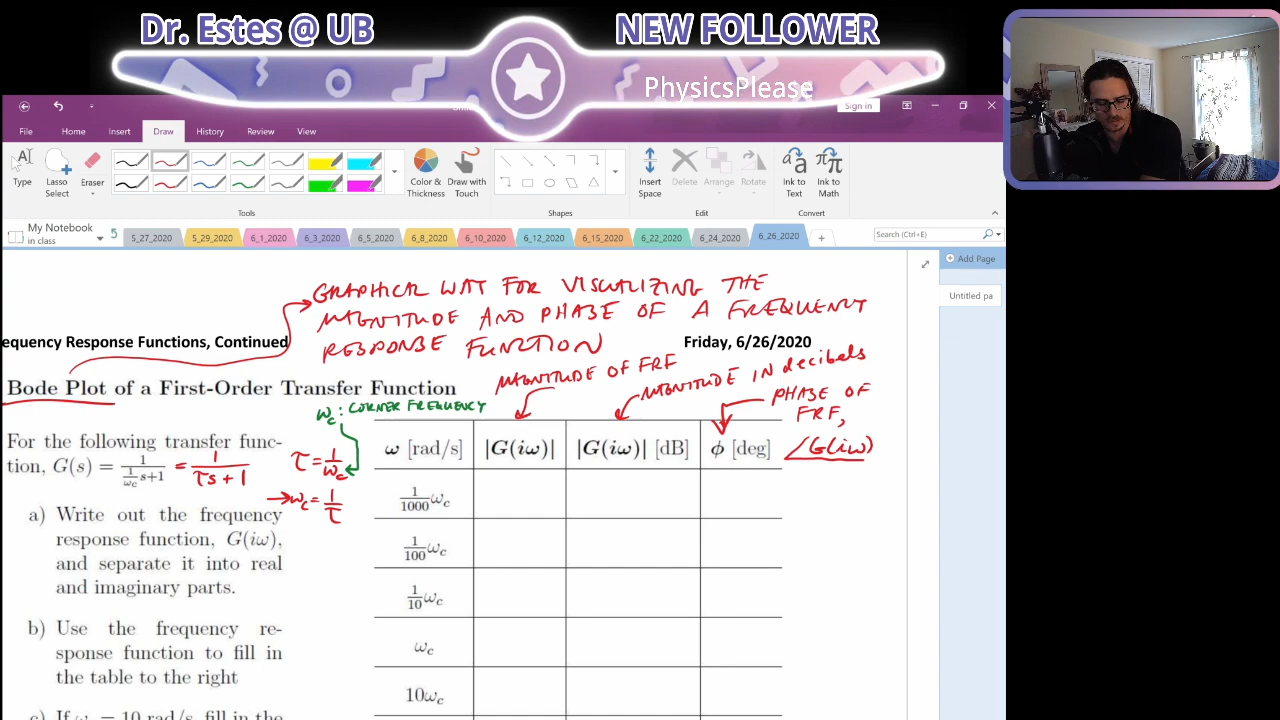 Dr. Estes @ UB
NEW FOLLOWER
PhysicsPlease
Sign in
File Home Insert Draw History Review View
Type
Lasso Select
Eraser
Color & Thickness
Draw with Touch
Insert Space
Delete
Arrange
Rotate
Ink to Text
Ink to Math
Tools
Shapes
Edit
Convert
My Notebook
in class
5_27_2020 5_29_2020 6_1_2020 6_3_2020 6_5_2020 6_8_2020 6_10_2020 6_12_2020 6_15_2020 6_22_2020 6_24_2020 6_26_2020
Search (Ctrl+E)
Add Page
Untitled pa
GRAPHICAL WAY FOR VISUALIZING THE
MAGNITUDE AND PHASE OF A FREQUENCY
RESPONSE FUNCTION
equency Response Functions, Continued
Friday, 6/26/2020
Bode Plot of a First-Order Transfer Function
MAGNITUDE OF FRF
MAGNITUDE IN decibels
PHASE OF
FRF,
∠G(iω)
ωc: CORNER FREQUENCY
For the following transfer func-
tion, G(s) = 1/(1/ωc s+1) = 1/(τs+1)
τ = 1/ωc
→ωc = 1/τ
ω [rad/s] |G(iω)| |G(iω)| [dB] ϕ [deg]
1/1000 ωc
1/100 ωc
1/10 ωc
ωc
10ωc
a) Write out the frequency
response function, G(iω),
and separate it into real
and imaginary parts.
b) Use the frequency re-
sponse function to fill in
the table to the right
c) If ωc = 10 rad/s, fill in the